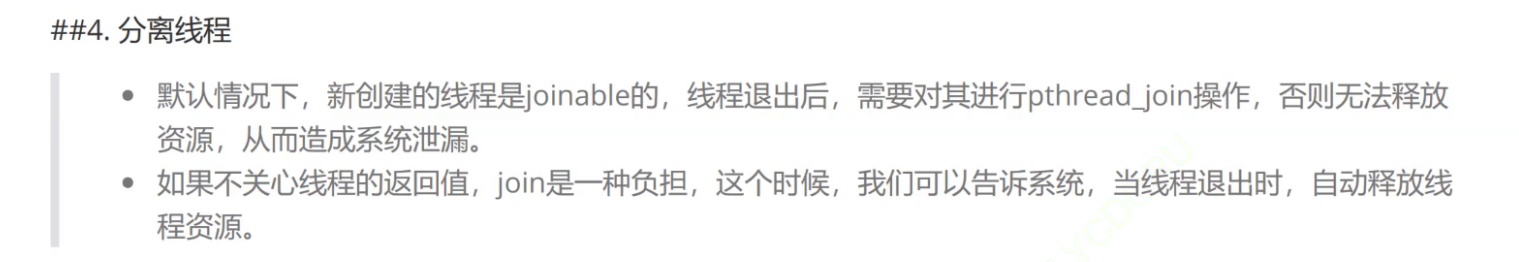 ##4. 分离线程
默认情况下，新创建的线程是joinable的，线程退出后，需要对其进行pthread_join操作，否则无法释放
资源，从而造成系统泄漏。
如果不关心线程的返回值，join是一种负担，这个时候，我们可以告诉系统，当线程退出时，自动释放线
程资源。